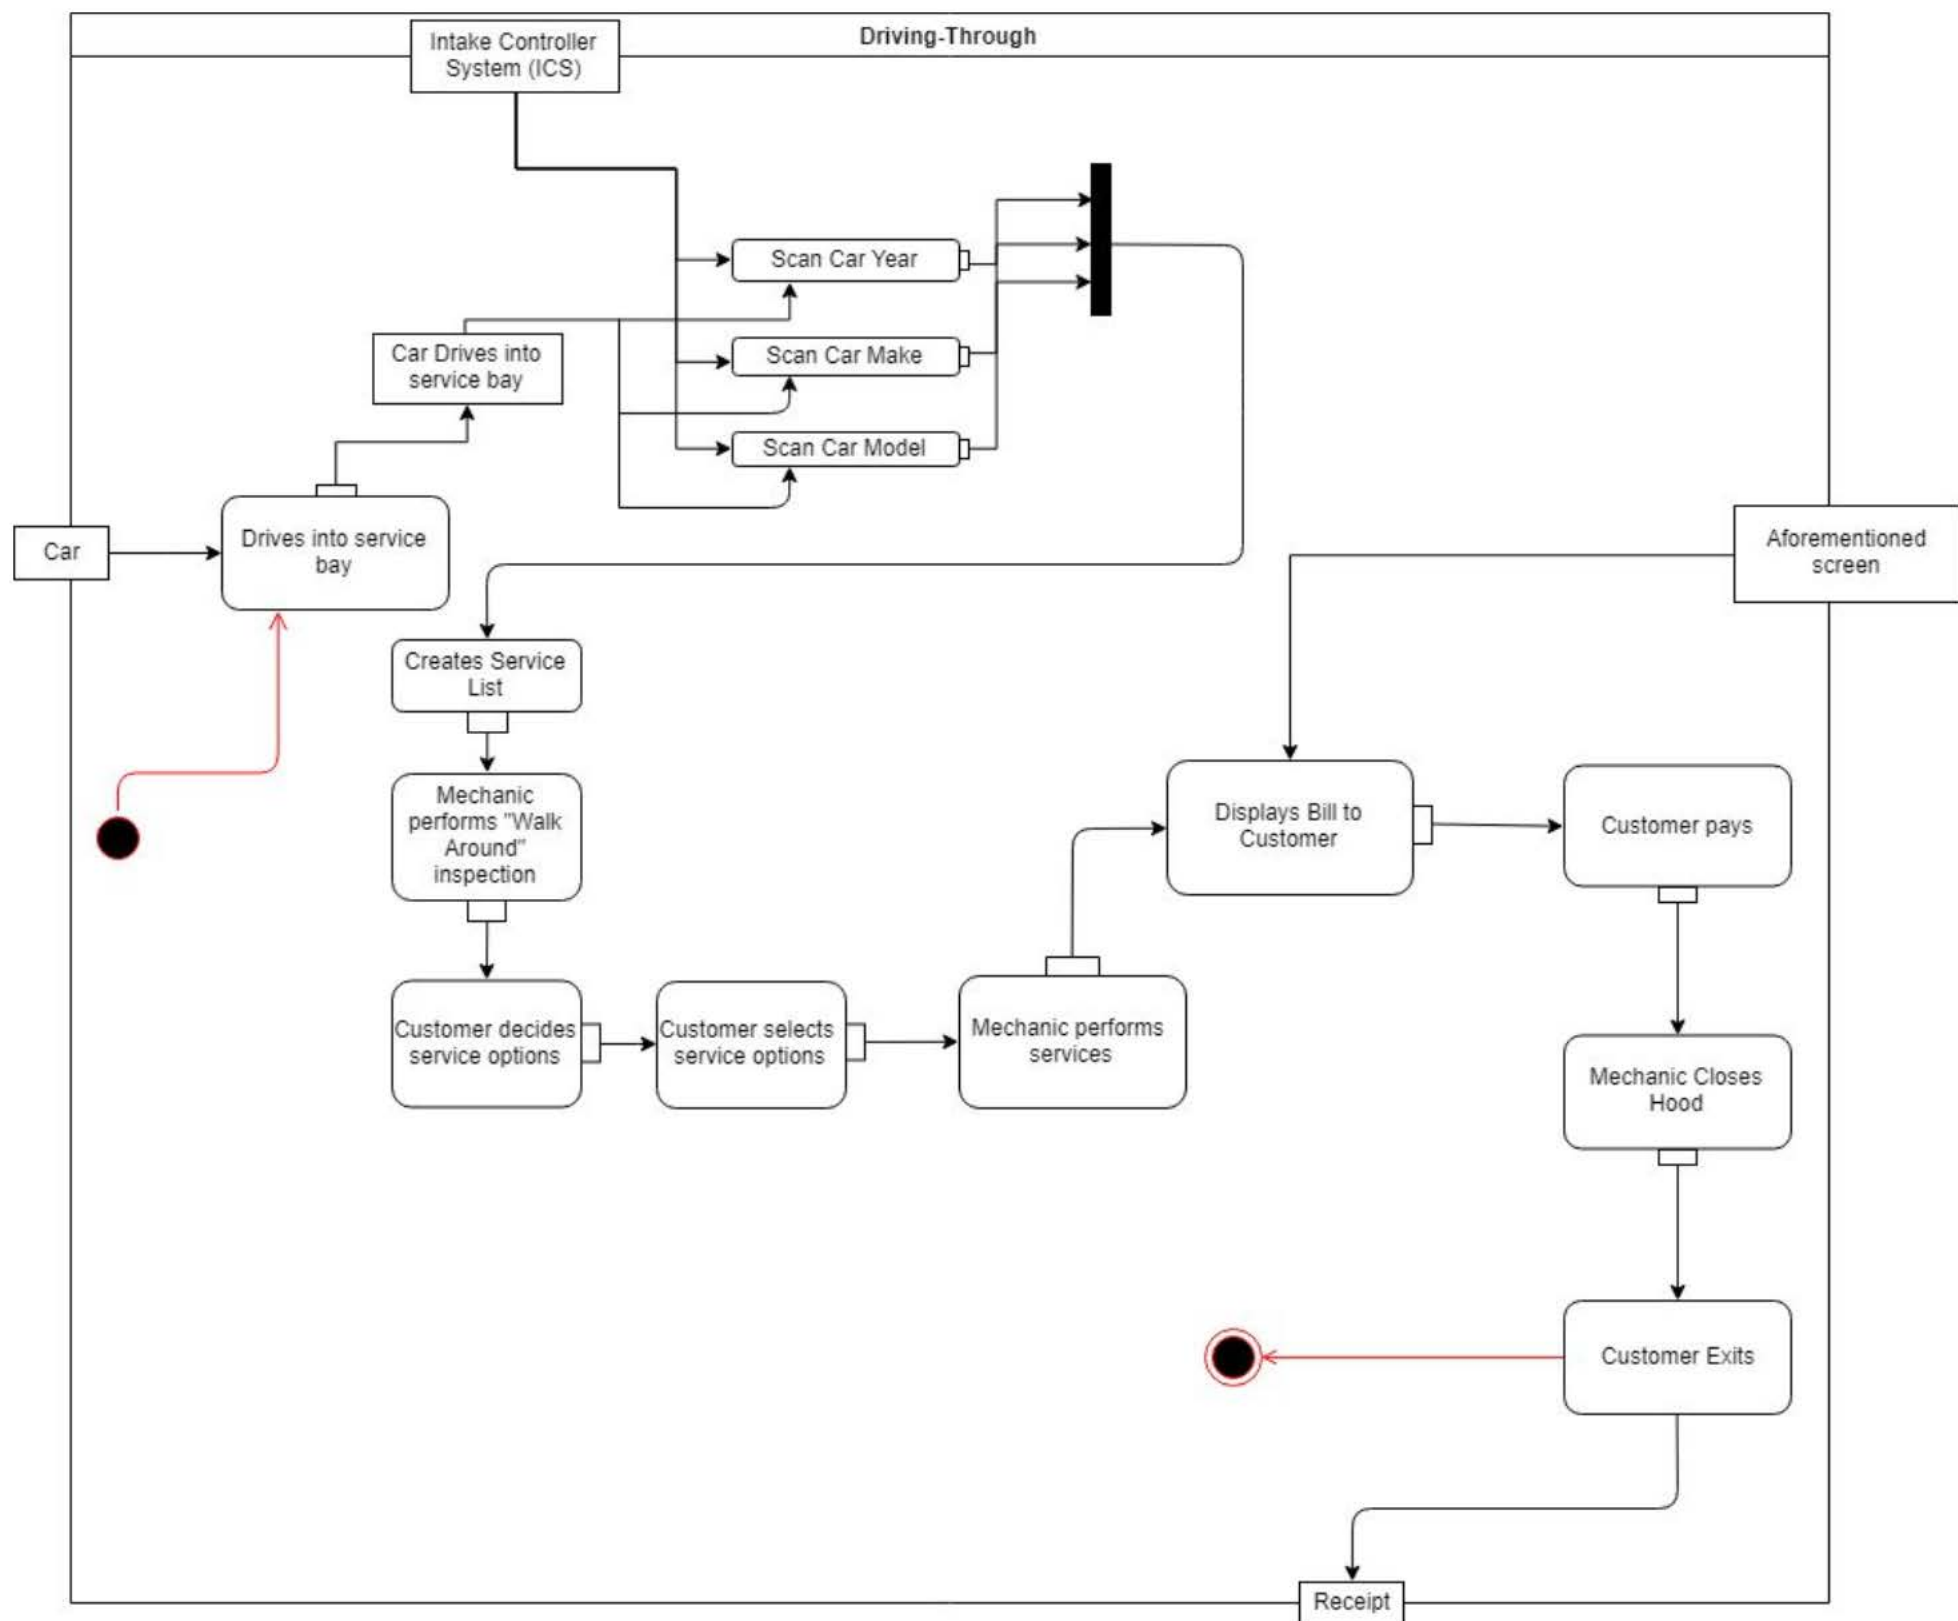 Driving-Through
Intake Controller
System (ICS)
Scan Car Year
Car Drives into
service bay
Scan Car Make
Scan Car Model
Car
Drives into service
bay
Aforementioned
screen
Creates Service
List
Mechanic
performs "Walk
Around"
inspection
Displays Bill to
Customer
Customer pays
Customer decides
service options
Customer selects
service options
Mechanic performs
services
Mechanic Closes
Hood
Customer Exits
Receipt